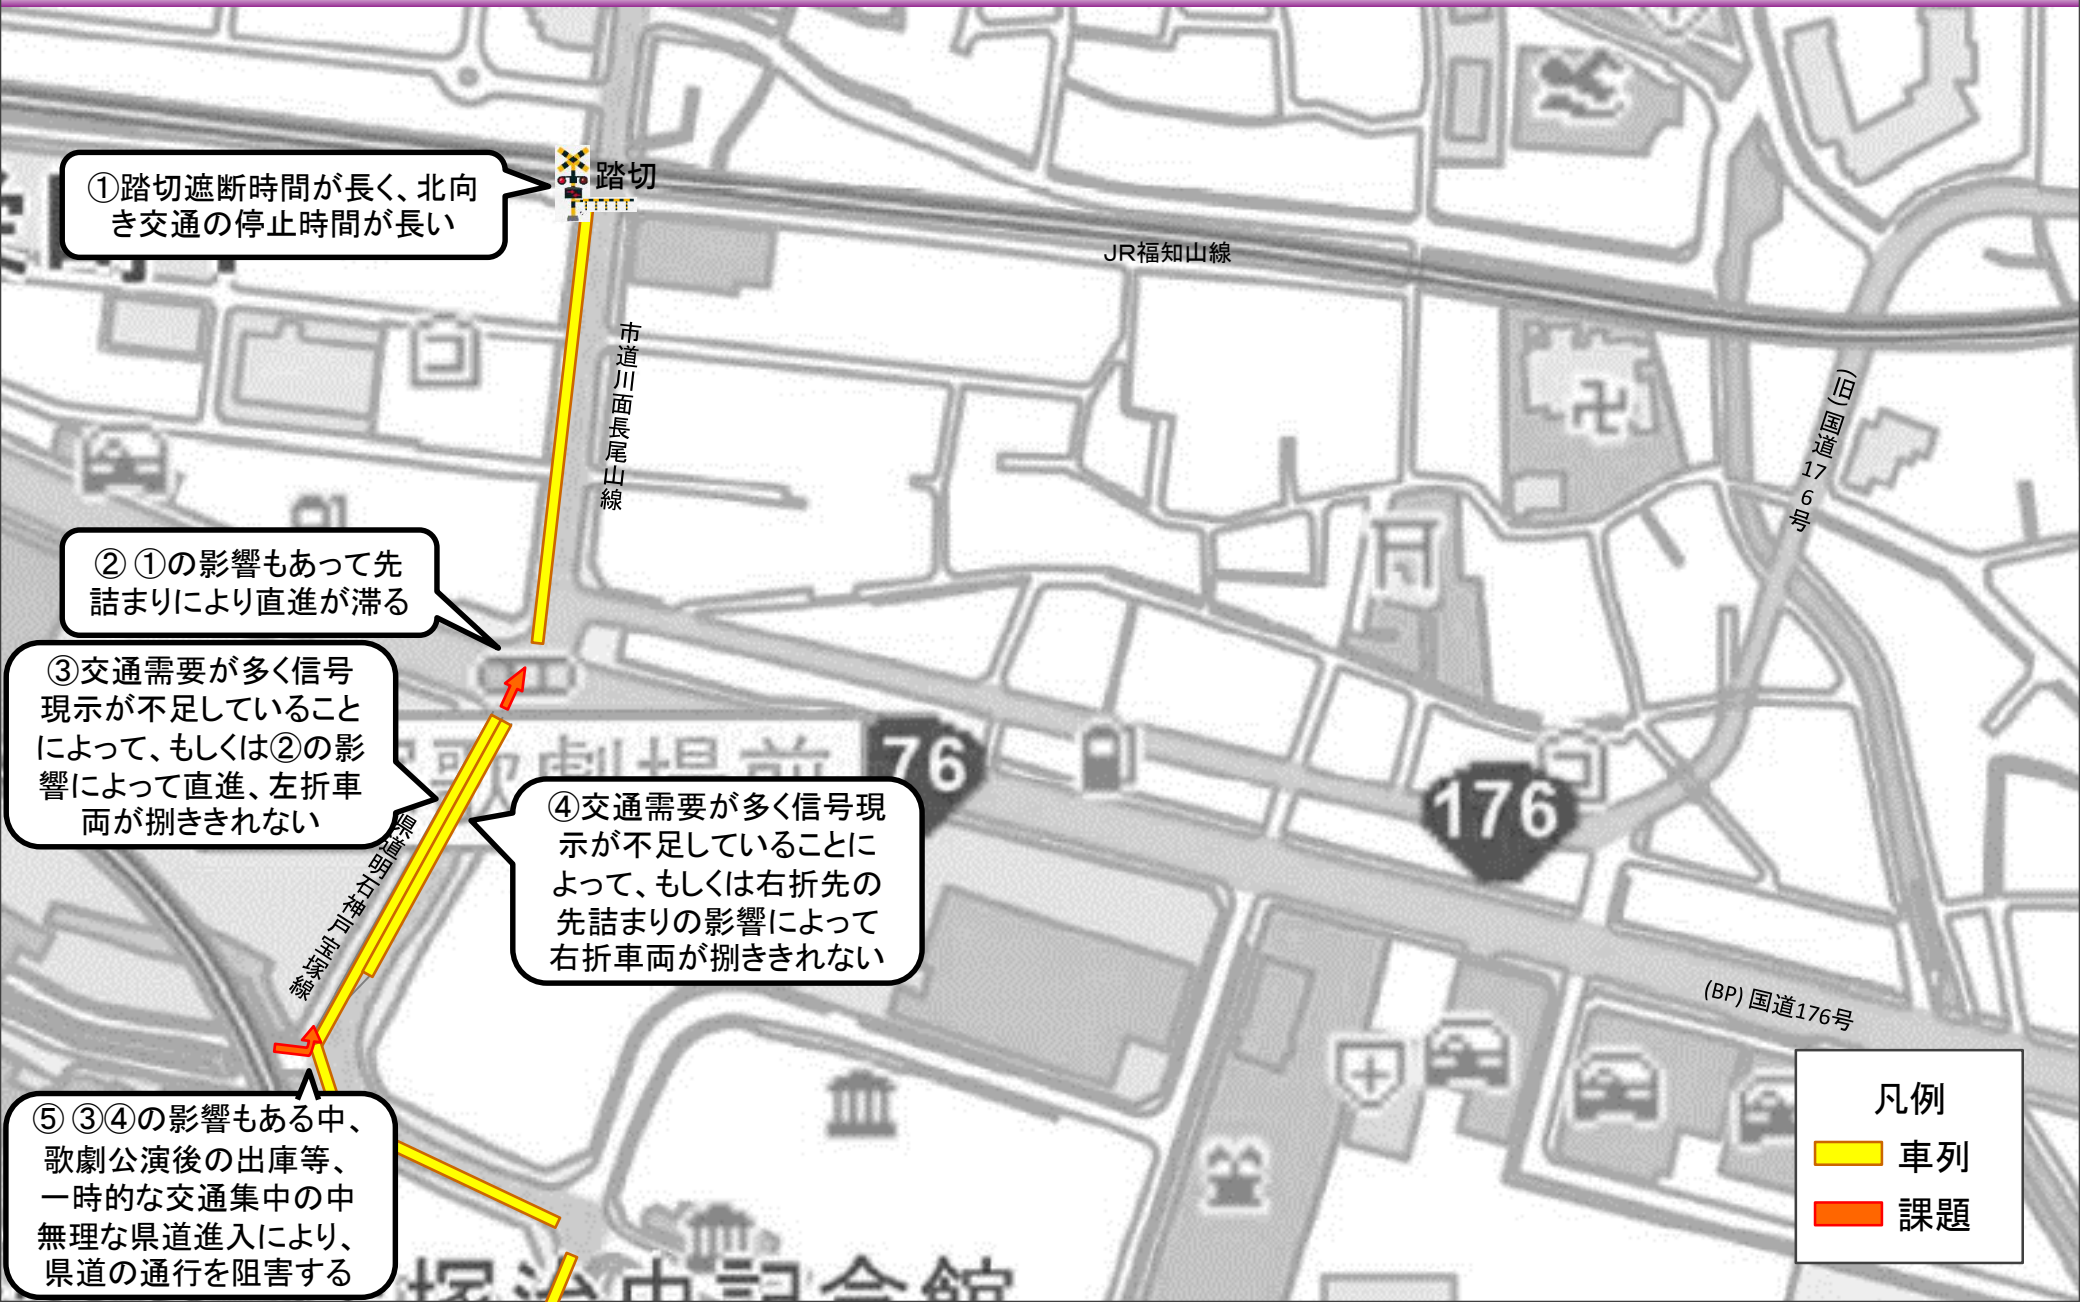 踏切
①踏切遮断時間が長く、北向
き交通の停止時間が長い
JR福知山線
市道川面長尾山線
(旧)国道176号
② ①の影響もあって先
詰まりにより直進が滞る
③交通需要が多く信号
現示が不足していること
によって、もしくは②の影
響によって直進、左折車
両が捌ききれない
歌劇場前
76
176
④交通需要が多く信号現
示が不足していることに
よって、もしくは右折先の
先詰まりの影響によって
右折車両が捌ききれない
県道明石神戸宝塚線
(BP) 国道176号
⑤ ③④の影響もある中、
歌劇公演後の出庫等、
一時的な交通集中の中
無理な県道進入により、
県道の通行を阻害する
塚治虫記念館
凡例
車列
課題